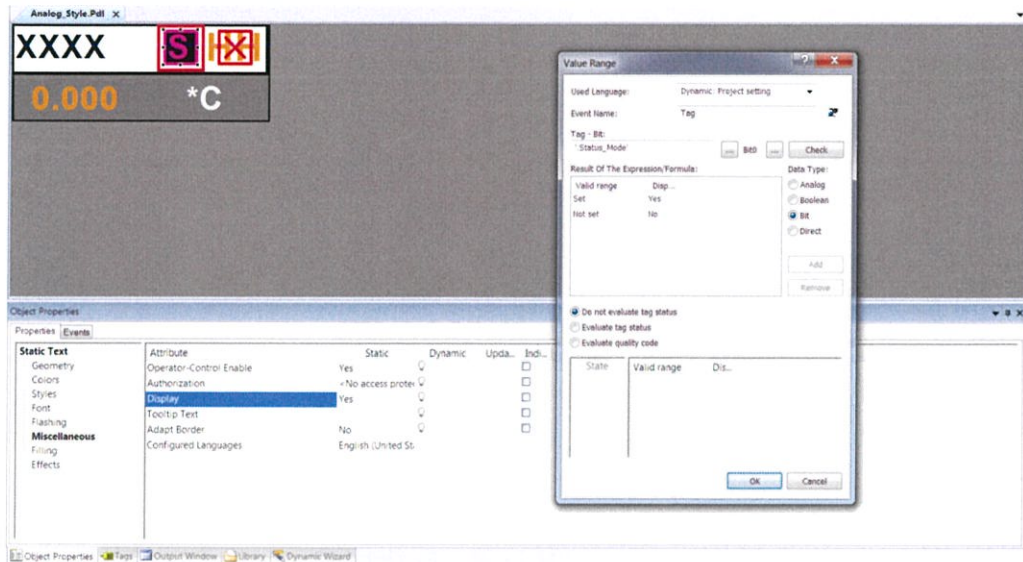 Analog_Style.Pdl X
XXXX S
0.000 *C
Value Range
Used Language: Dynamic: Project setting
Event Name: Tag
Tag - Bit:
'.Status_Mode' ... Bit0 ... Check
Result Of The Expression/Formula: Data Type:
Valid range Disp...
Set Yes
Not set No
Analog
Boolean
Bit
Direct
Add
Remove
Do not evaluate tag status
Evaluate tag status
Evaluate quality code
State Valid range Dis...
OK Cancel
Object Properties
Properties Events
Static Text
Geometry
Colors
Styles
Font
Flashing
Miscellaneous
Filling
Effects
Attribute Static Dynamic Upda... Indi...
Operator-Control Enable Yes
Authorization <No access prote
Display Yes
Tooltip Text
Adapt Border No
Configured Languages English (United St
Object Properties Tags Output Window Library Dynamic Wizard